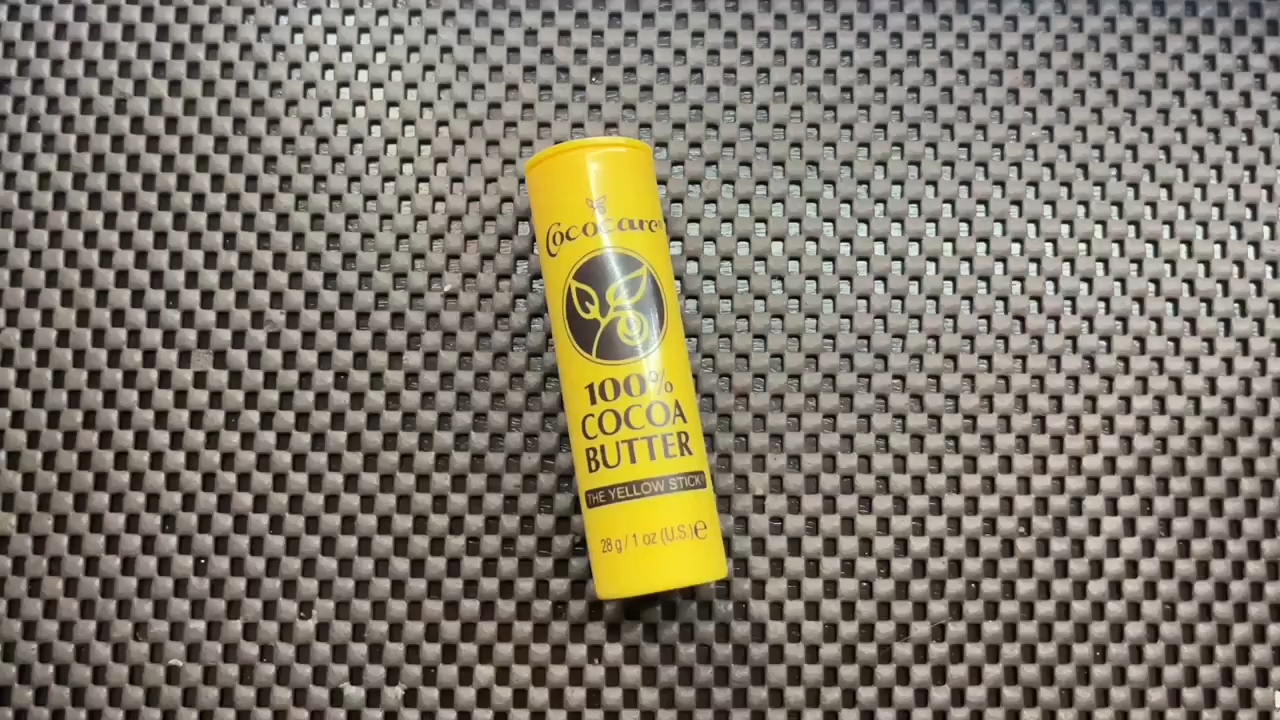 Cococare
100%
COCOA
BUTTER
THE YELLOW STICK
28 g / 1 oz (U.S.) ℮